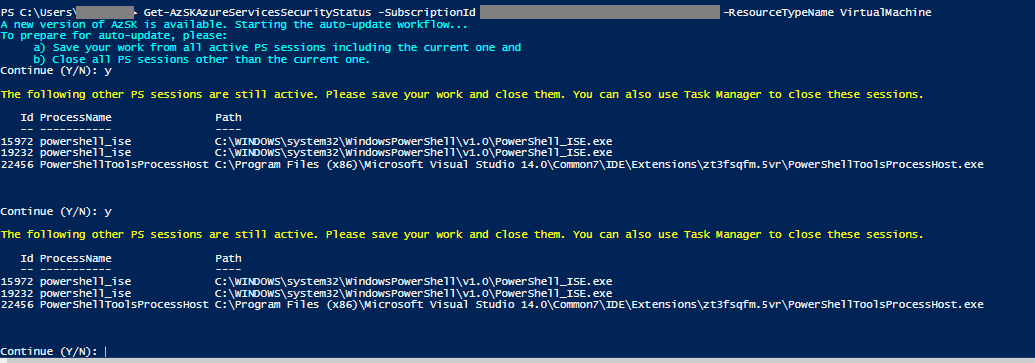 PS C:\Users\ Get-AzSKAzureServicesSecurityStatus -SubscriptionId -ResourceTypeName VirtualMachine
A new version of AzSK is available. Starting the auto-update workflow...
To prepare for auto-update, please:
a) Save your work from all active PS sessions including the current one and
b) Close all PS sessions other than the current one.
Continue (Y/N): y
The following other PS sessions are still active. Please save your work and close them. You can also use Task Manager to close these sessions.
Id ProcessName Path
-- ----------- ----
15972 powershell_ise C:\WINDOWS\system32\WindowsPowerShell\v1.0\PowerShell_ISE.exe
19232 powershell_ise C:\WINDOWS\system32\WindowsPowerShell\v1.0\PowerShell_ISE.exe
22456 PowerShellToolsProcessHost C:\Program Files (x86)\Microsoft Visual Studio 14.0\Common7\IDE\Extensions\zt3fsqfm.5vr\PowerShellToolsProcessHost.exe
Continue (Y/N): y
The following other PS sessions are still active. Please save your work and close them. You can also use Task Manager to close these sessions.
Id ProcessName Path
-- ----------- ----
15972 powershell_ise C:\WINDOWS\system32\WindowsPowerShell\v1.0\PowerShell_ISE.exe
19232 powershell_ise C:\WINDOWS\system32\WindowsPowerShell\v1.0\PowerShell_ISE.exe
22456 PowerShellToolsProcessHost C:\Program Files (x86)\Microsoft Visual Studio 14.0\Common7\IDE\Extensions\zt3fsqfm.5vr\PowerShellToolsProcessHost.exe
Continue (Y/N):